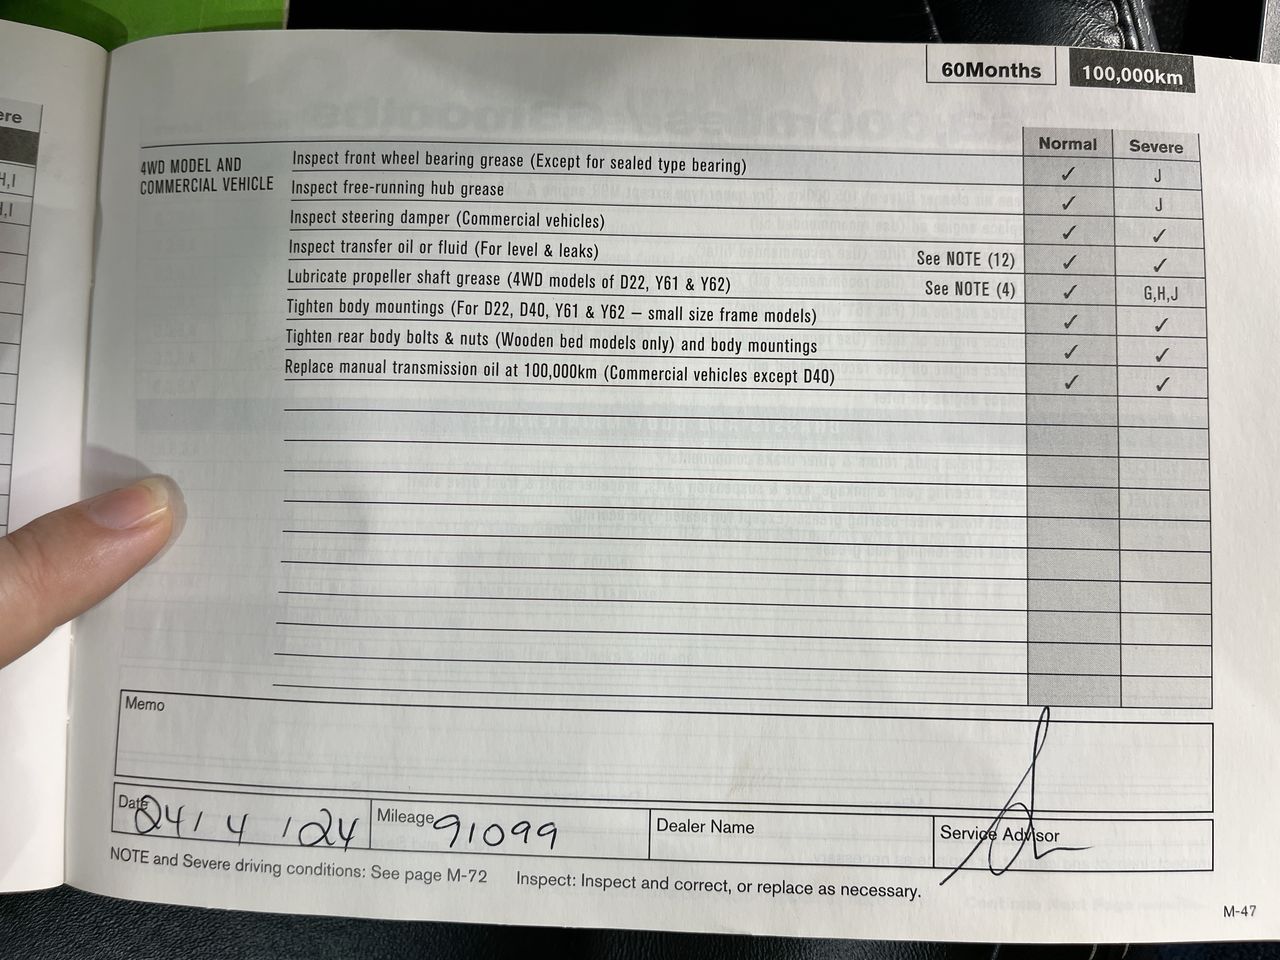 ere
H,I
H,I
60Months 100,000km
Normal Severe
4WD MODEL AND
COMMERCIAL VEHICLE
Inspect front wheel bearing grease (Except for sealed type bearing) ✓ J
Inspect free-running hub grease ✓ J
Inspect steering damper (Commercial vehicles) ✓ ✓
Inspect transfer oil or fluid (For level & leaks) See NOTE (12) ✓ ✓
Lubricate propeller shaft grease (4WD models of D22, Y61 & Y62) See NOTE (4) ✓ G,H,J
Tighten body mountings (For D22, D40, Y61 & Y62 – small size frame models) ✓ ✓
Tighten rear body bolts & nuts (Wooden bed models only) and body mountings ✓ ✓
Replace manual transmission oil at 100,000km (Commercial vehicles except D40) ✓ ✓
Memo
Date 24/4/24 Mileage 91099 Dealer Name Service Advisor
NOTE and Severe driving conditions: See page M-72 Inspect: Inspect and correct, or replace as necessary.
M-47